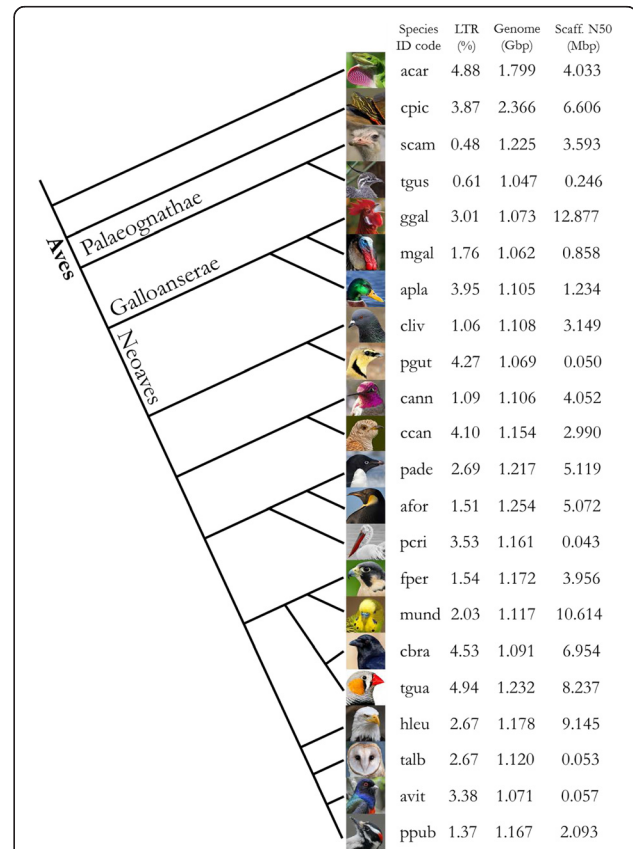 Species LTR Genome Scaff. N50
ID code (%) (Gbp) (Mbp)
acar 4.88 1.799 4.033
cpic 3.87 2.366 6.606
scam 0.48 1.225 3.593
tgus 0.61 1.047 0.246
ggal 3.01 1.073 12.877
mgal 1.76 1.062 0.858
apla 3.95 1.105 1.234
cliv 1.06 1.108 3.149
pgut 4.27 1.069 0.050
cann 1.09 1.106 4.052
ccan 4.10 1.154 2.990
pade 2.69 1.217 5.119
afor 1.51 1.254 5.072
pcri 3.53 1.161 0.043
fper 1.54 1.172 3.956
mund 2.03 1.117 10.614
cbra 4.53 1.091 6.954
tgua 4.94 1.232 8.237
hleu 2.67 1.178 9.145
talb 2.67 1.120 0.053
avit 3.38 1.071 0.057
ppub 1.37 1.167 2.093
Aves
Palaeognathae
Galloanserae
Neoaves